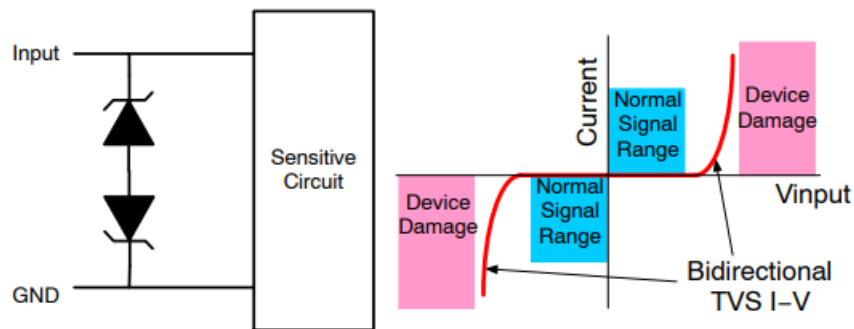 Input
Sensitive
Circuit
GND
Current
Normal
Signal
Range
Device
Damage
Vinput
Device
Damage
Normal
Signal
Range
Bidirectional
TVS I–V